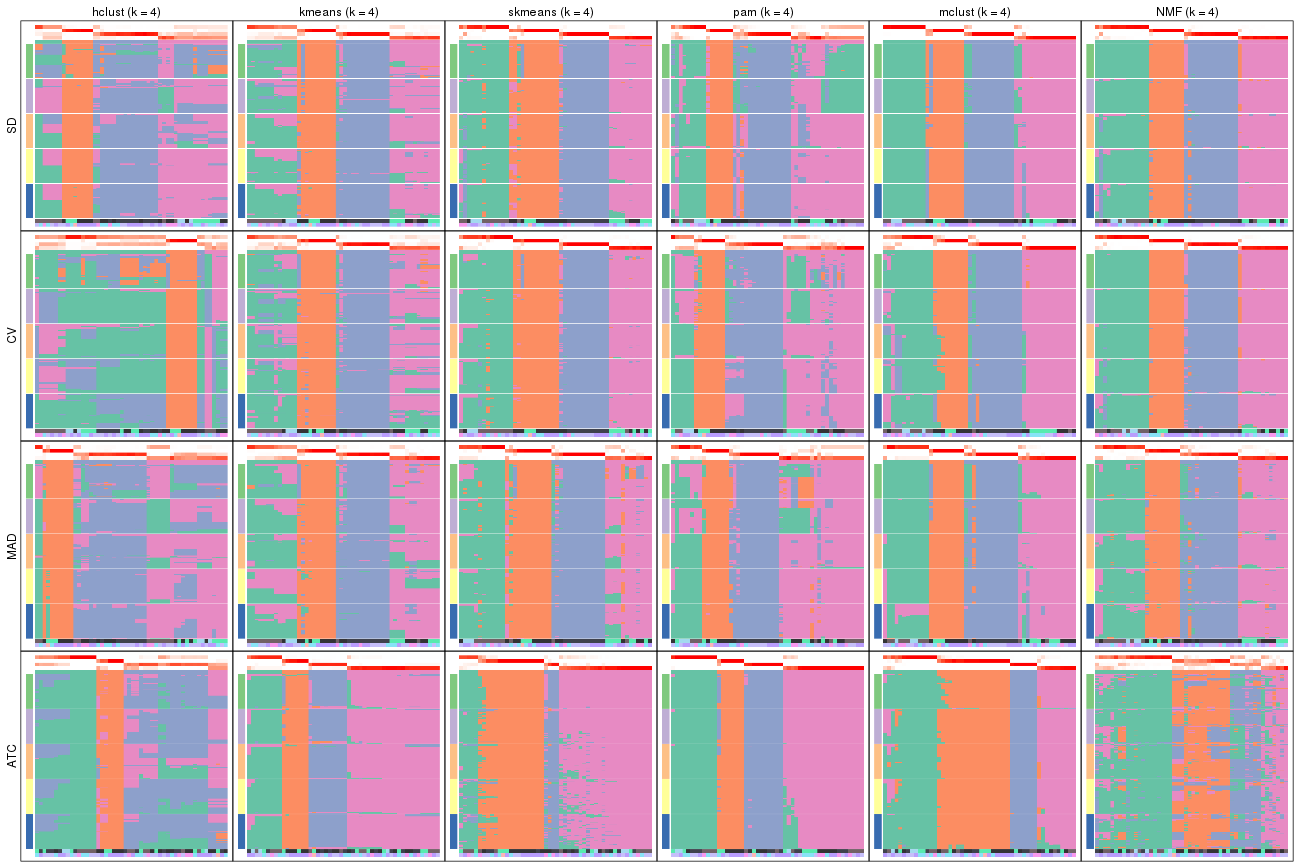 hclust (k = 4) kmeans (k = 4) skmeans (k = 4) pam (k = 4) mclust (k = 4) NMF (k = 4)
SD
CV
MAD
ATC